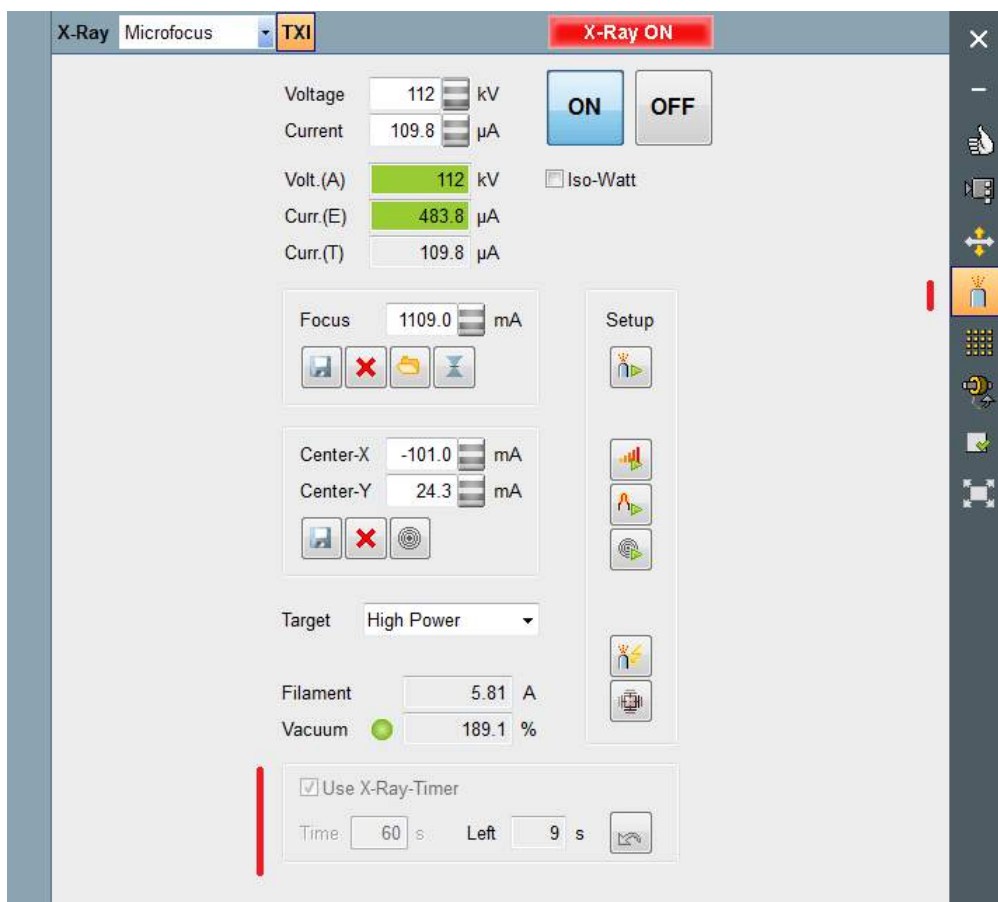 X-Ray Microfocus TXI X-Ray ON
Voltage 112 kV ON OFF
Current 109.8 µA
Volt.(A) 112 kV Iso-Watt
Curr.(E) 483.8 µA
Curr.(T) 109.8 µA
Focus 1109.0 mA Setup
Center-X -101.0 mA
Center-Y 24.3 mA
Target High Power
Filament 5.81 A
Vacuum 189.1 %
Use X-Ray-Timer
Time 60 s Left 9 s